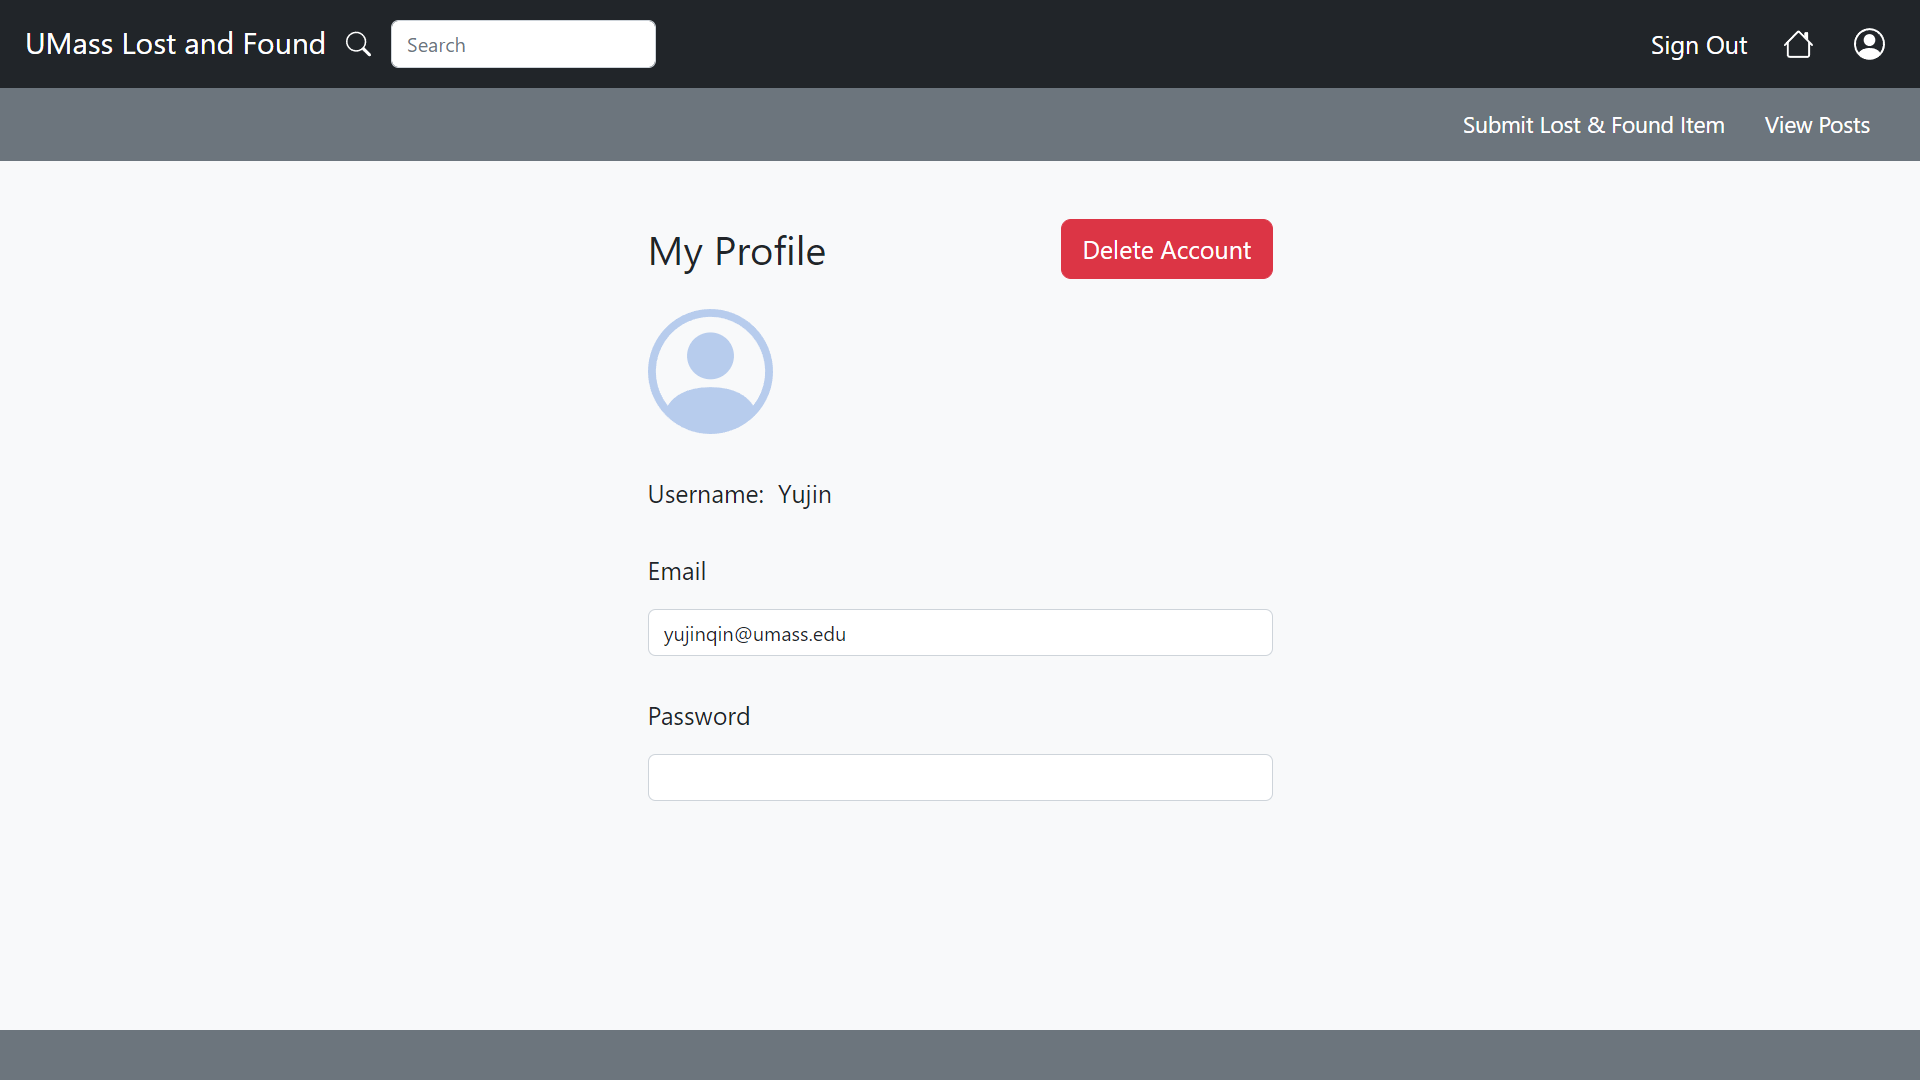 UMass Lost and Found Search Sign Out
Submit Lost & Found Item View Posts
My Profile Delete Account
Username: Yujin
Email
yujinqin@umass.edu
Password